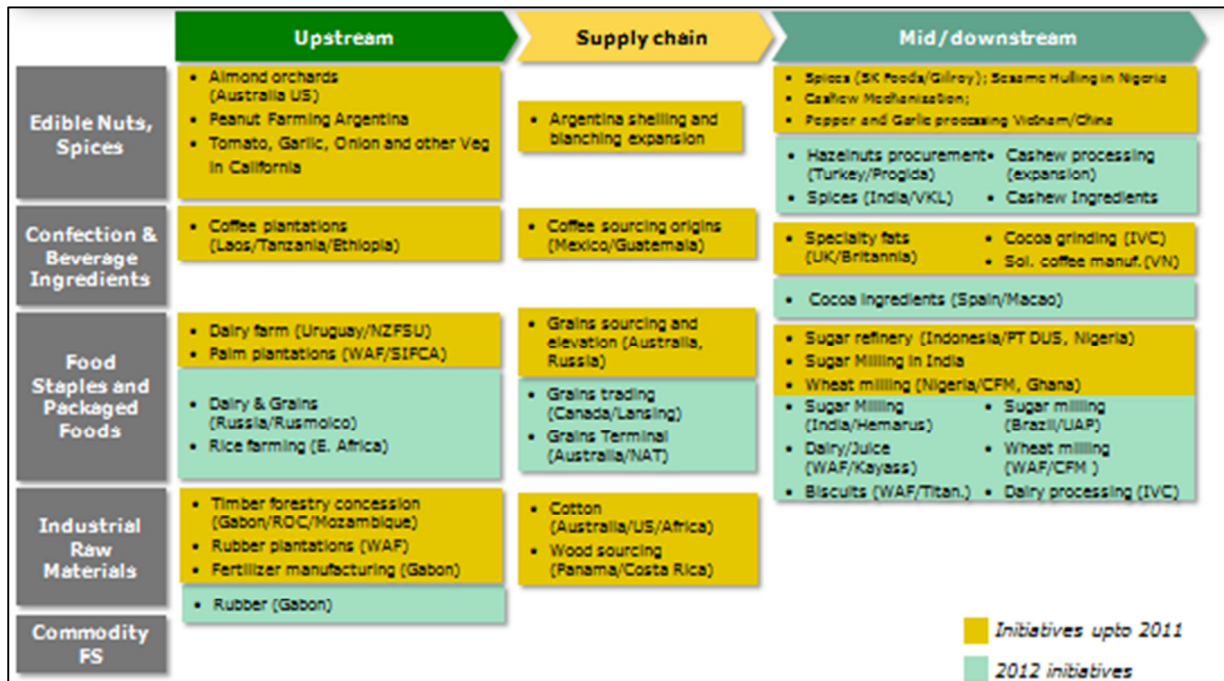 Upstream
Supply chain
Mid/downstream
Edible Nuts,
Spices
• Almond orchards
(Australia US)
• Peanut Farming Argentina
• Tomato, Garlic, Onion and other Veg
in California
• Argentina shelling and
blanching expansion
• Spices (SK Foods/Gilroy); Sesame Hulling in Nigeria
• Cashew Mechanization;
• Pepper and Garlic processing Vietnam/China
• Hazelnuts procurement
(Turkey/Progida)
• Spices (India/VKL)
• Cashew processing
(expansion)
• Cashew Ingredients
Confection &
Beverage
Ingredients
• Coffee plantations
(Laos/Tanzania/Ethiopia)
• Coffee sourcing origins
(Mexico/Guatemala)
• Specialty fats
(UK/Britannia)
• Cocoa grinding (IVC)
• Sol. coffee manuf.(VN)
• Cocoa ingredients (Spain/Macao)
Food
Staples and
Packaged
Foods
• Dairy farm (Uruguay/NZFSU)
• Palm plantations (WAF/SIFCA)
• Dairy & Grains
(Russia/Rusmolco)
• Rice farming (E. Africa)
• Grains sourcing and
elevation (Australia,
Russia)
• Grains trading
(Canada/Lansing)
• Grains Terminal
(Australia/NAT)
• Sugar refinery (Indonesia/PT DUS, Nigeria)
• Sugar Milling in India
• Wheat milling (Nigeria/CFM, Ghana)
• Sugar Milling
(India/Hemarus)
• Dairy/Juice
(WAF/Kayass)
• Biscuits (WAF/Titan.)
• Sugar milling
(Brazil/UAP)
• Wheat milling
(WAF/CFM )
• Dairy processing (IVC)
Industrial
Raw
Materials
• Timber forestry concession
(Gabon/ROC/Mozambique)
• Rubber plantations (WAF)
• Fertilizer manufacturing (Gabon)
• Rubber (Gabon)
• Cotton
(Australia/US/Africa)
• Wood sourcing
(Panama/Costa Rica)
Commodity
FS
Initiatives upto 2011
2012 initiatives